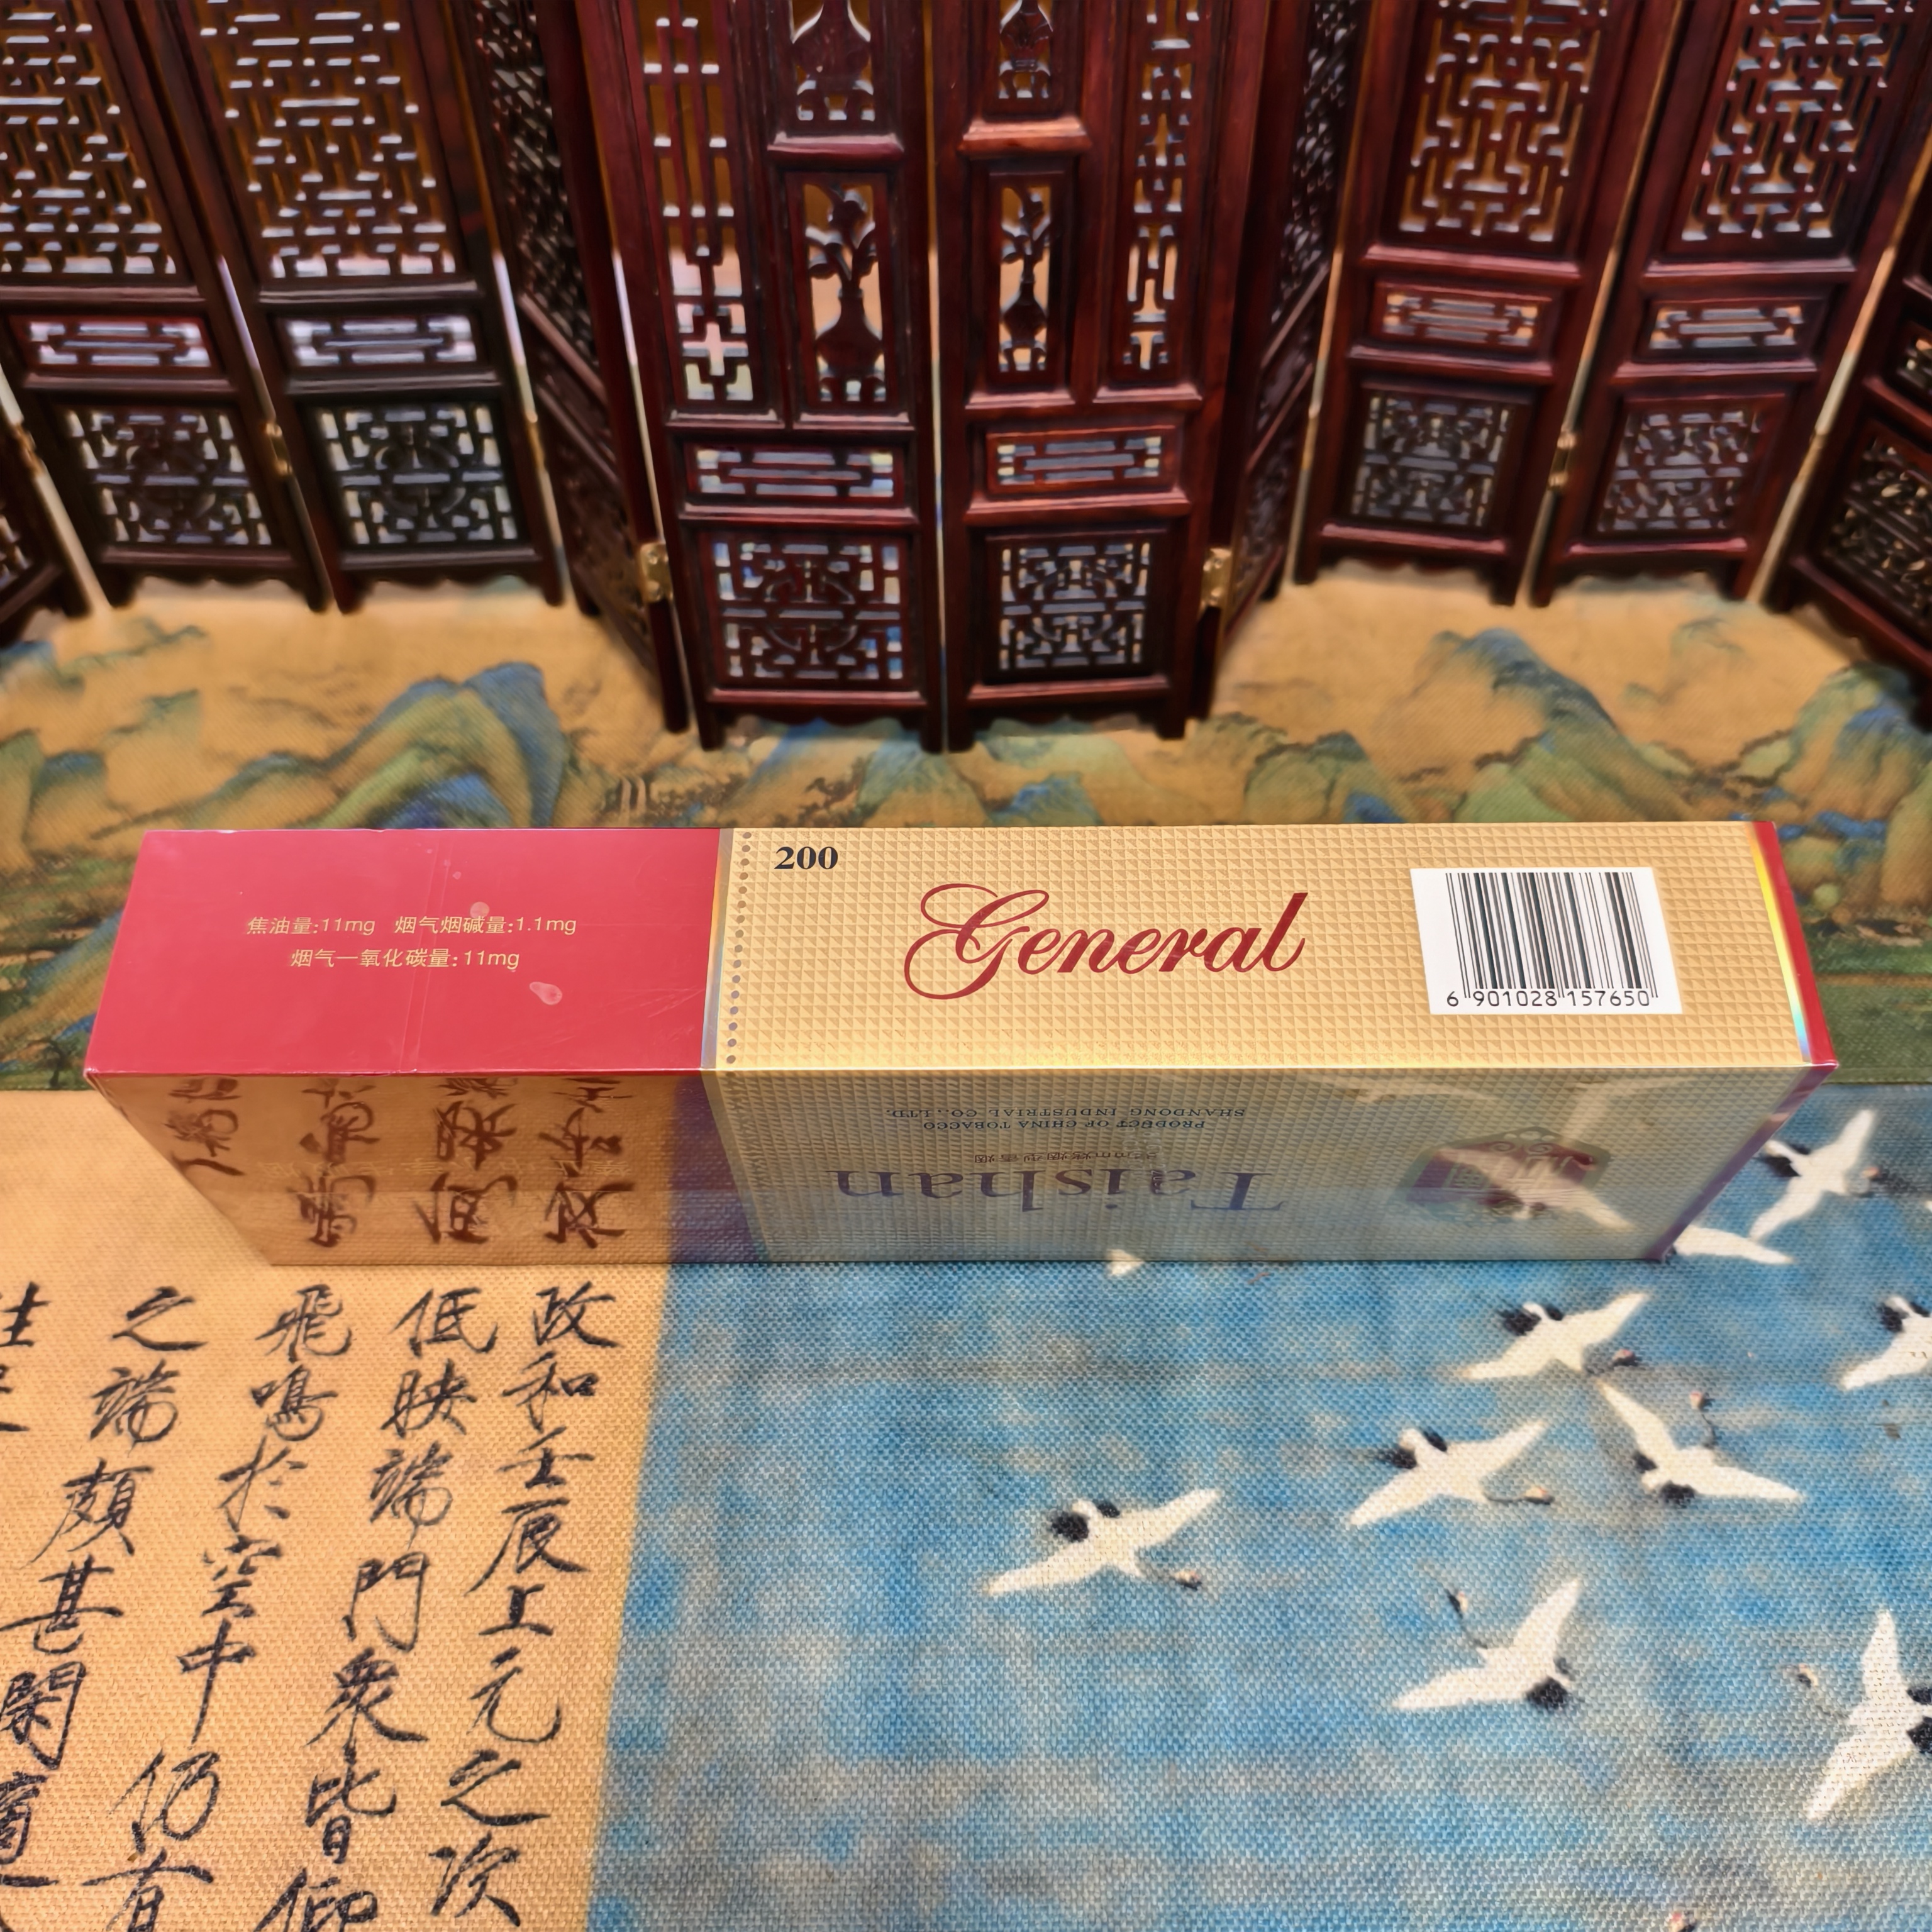 焦油量:11mg 烟气烟碱量:1.1mg
烟气一氧化碳量:11mg
200
General
6 901028 157650
Taishan
PRODUCT OF CHINA TOBACCO
SHANDONG INDUSTRIAL CO., LTD.
政和壬辰上元之次
低映端門衆皆仰
飛鳴於空中仍有
之端頗甚閑適